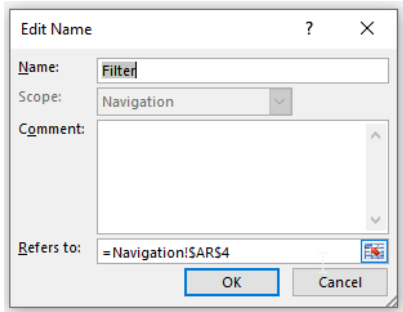 Edit Name ? ×
Name: Filter
Scope: Navigation
Comment:
Refers to: =Navigation!$AR$4
OK Cancel